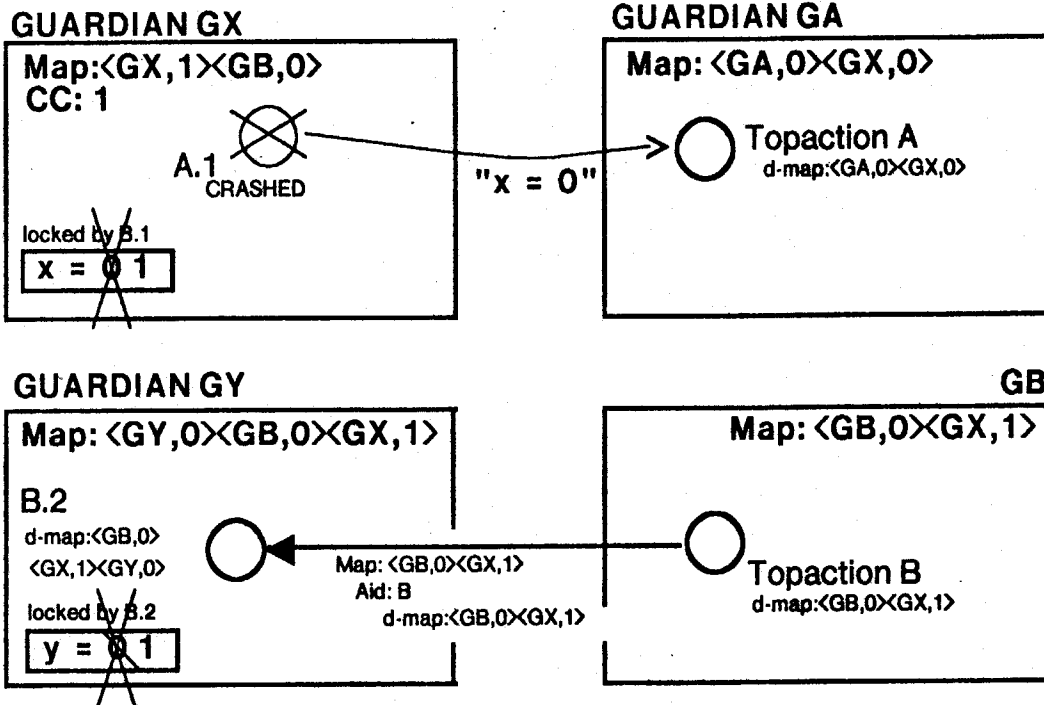 GUARDIAN GX
Map:<GX,1><GB,0>
CC: 1
A.1
CRASHED
locked by B.1
x = 0 1
"x = 0"
GUARDIAN GA
Map: <GA,0><GX,0>
Topaction A
d-map:<GA,0><GX,0>
GUARDIAN GY
Map: <GY,0><GB,0><GX,1>
B.2
d-map:<GB,0>
<GX,1><GY,0>
locked by B.2
y = 0 1
Map: <GB,0><GX,1>
Aid: B
d-map:<GB,0><GX,1>
GB
Map: <GB,0><GX,1>
Topaction B
d-map:<GB,0><GX,1>